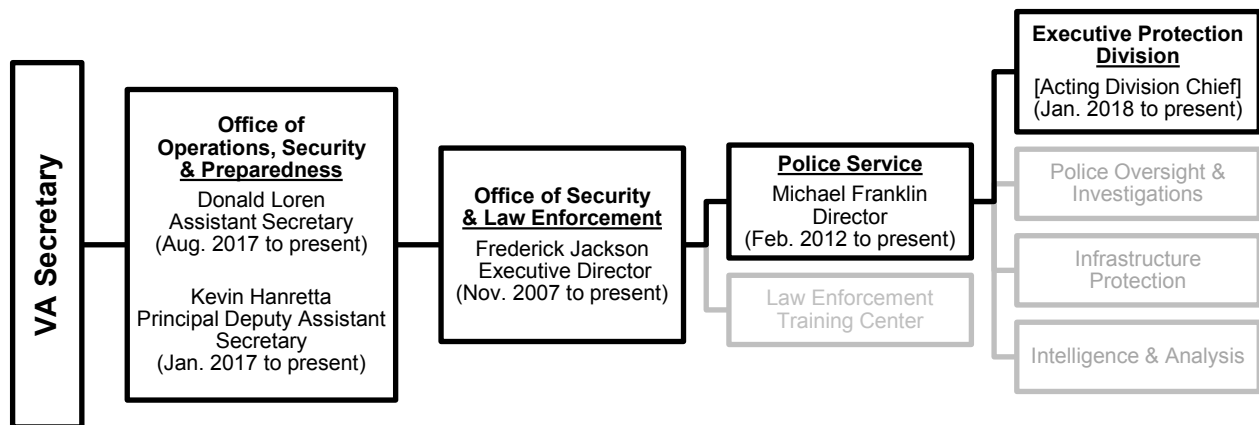 VA Secretary
Office of
Operations, Security
& Preparedness
Donald Loren
Assistant Secretary
(Aug. 2017 to present)
Kevin Hanretta
Principal Deputy Assistant
Secretary
(Jan. 2017 to present)
Office of Security
& Law Enforcement
Frederick Jackson
Executive Director
(Nov. 2007 to present)
Police Service
Michael Franklin
Director
(Feb. 2012 to present)
Law Enforcement
Training Center
Executive Protection
Division
[Acting Division Chief]
(Jan. 2018 to present)
Police Oversight &
Investigations
Infrastructure
Protection
Intelligence & Analysis